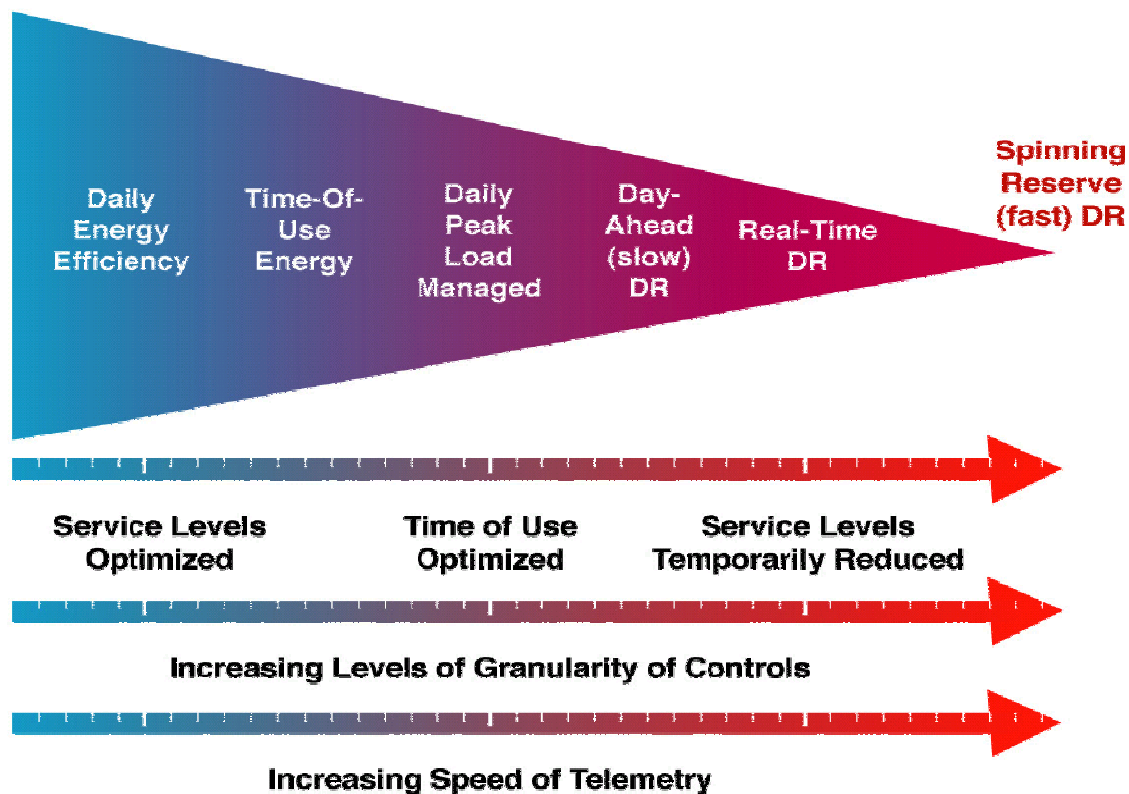 Daily
Energy
Efficiency
Time-Of-
Use
Energy
Daily
Peak
Load
Managed
Day-
Ahead
(slow)
DR
Real-Time
DR
Spinning
Reserve
(fast) DR
Service Levels
Optimized
Time of Use
Optimized
Service Levels
Temporarily Reduced
Increasing Levels of Granularity of Controls
Increasing Speed of Telemetry